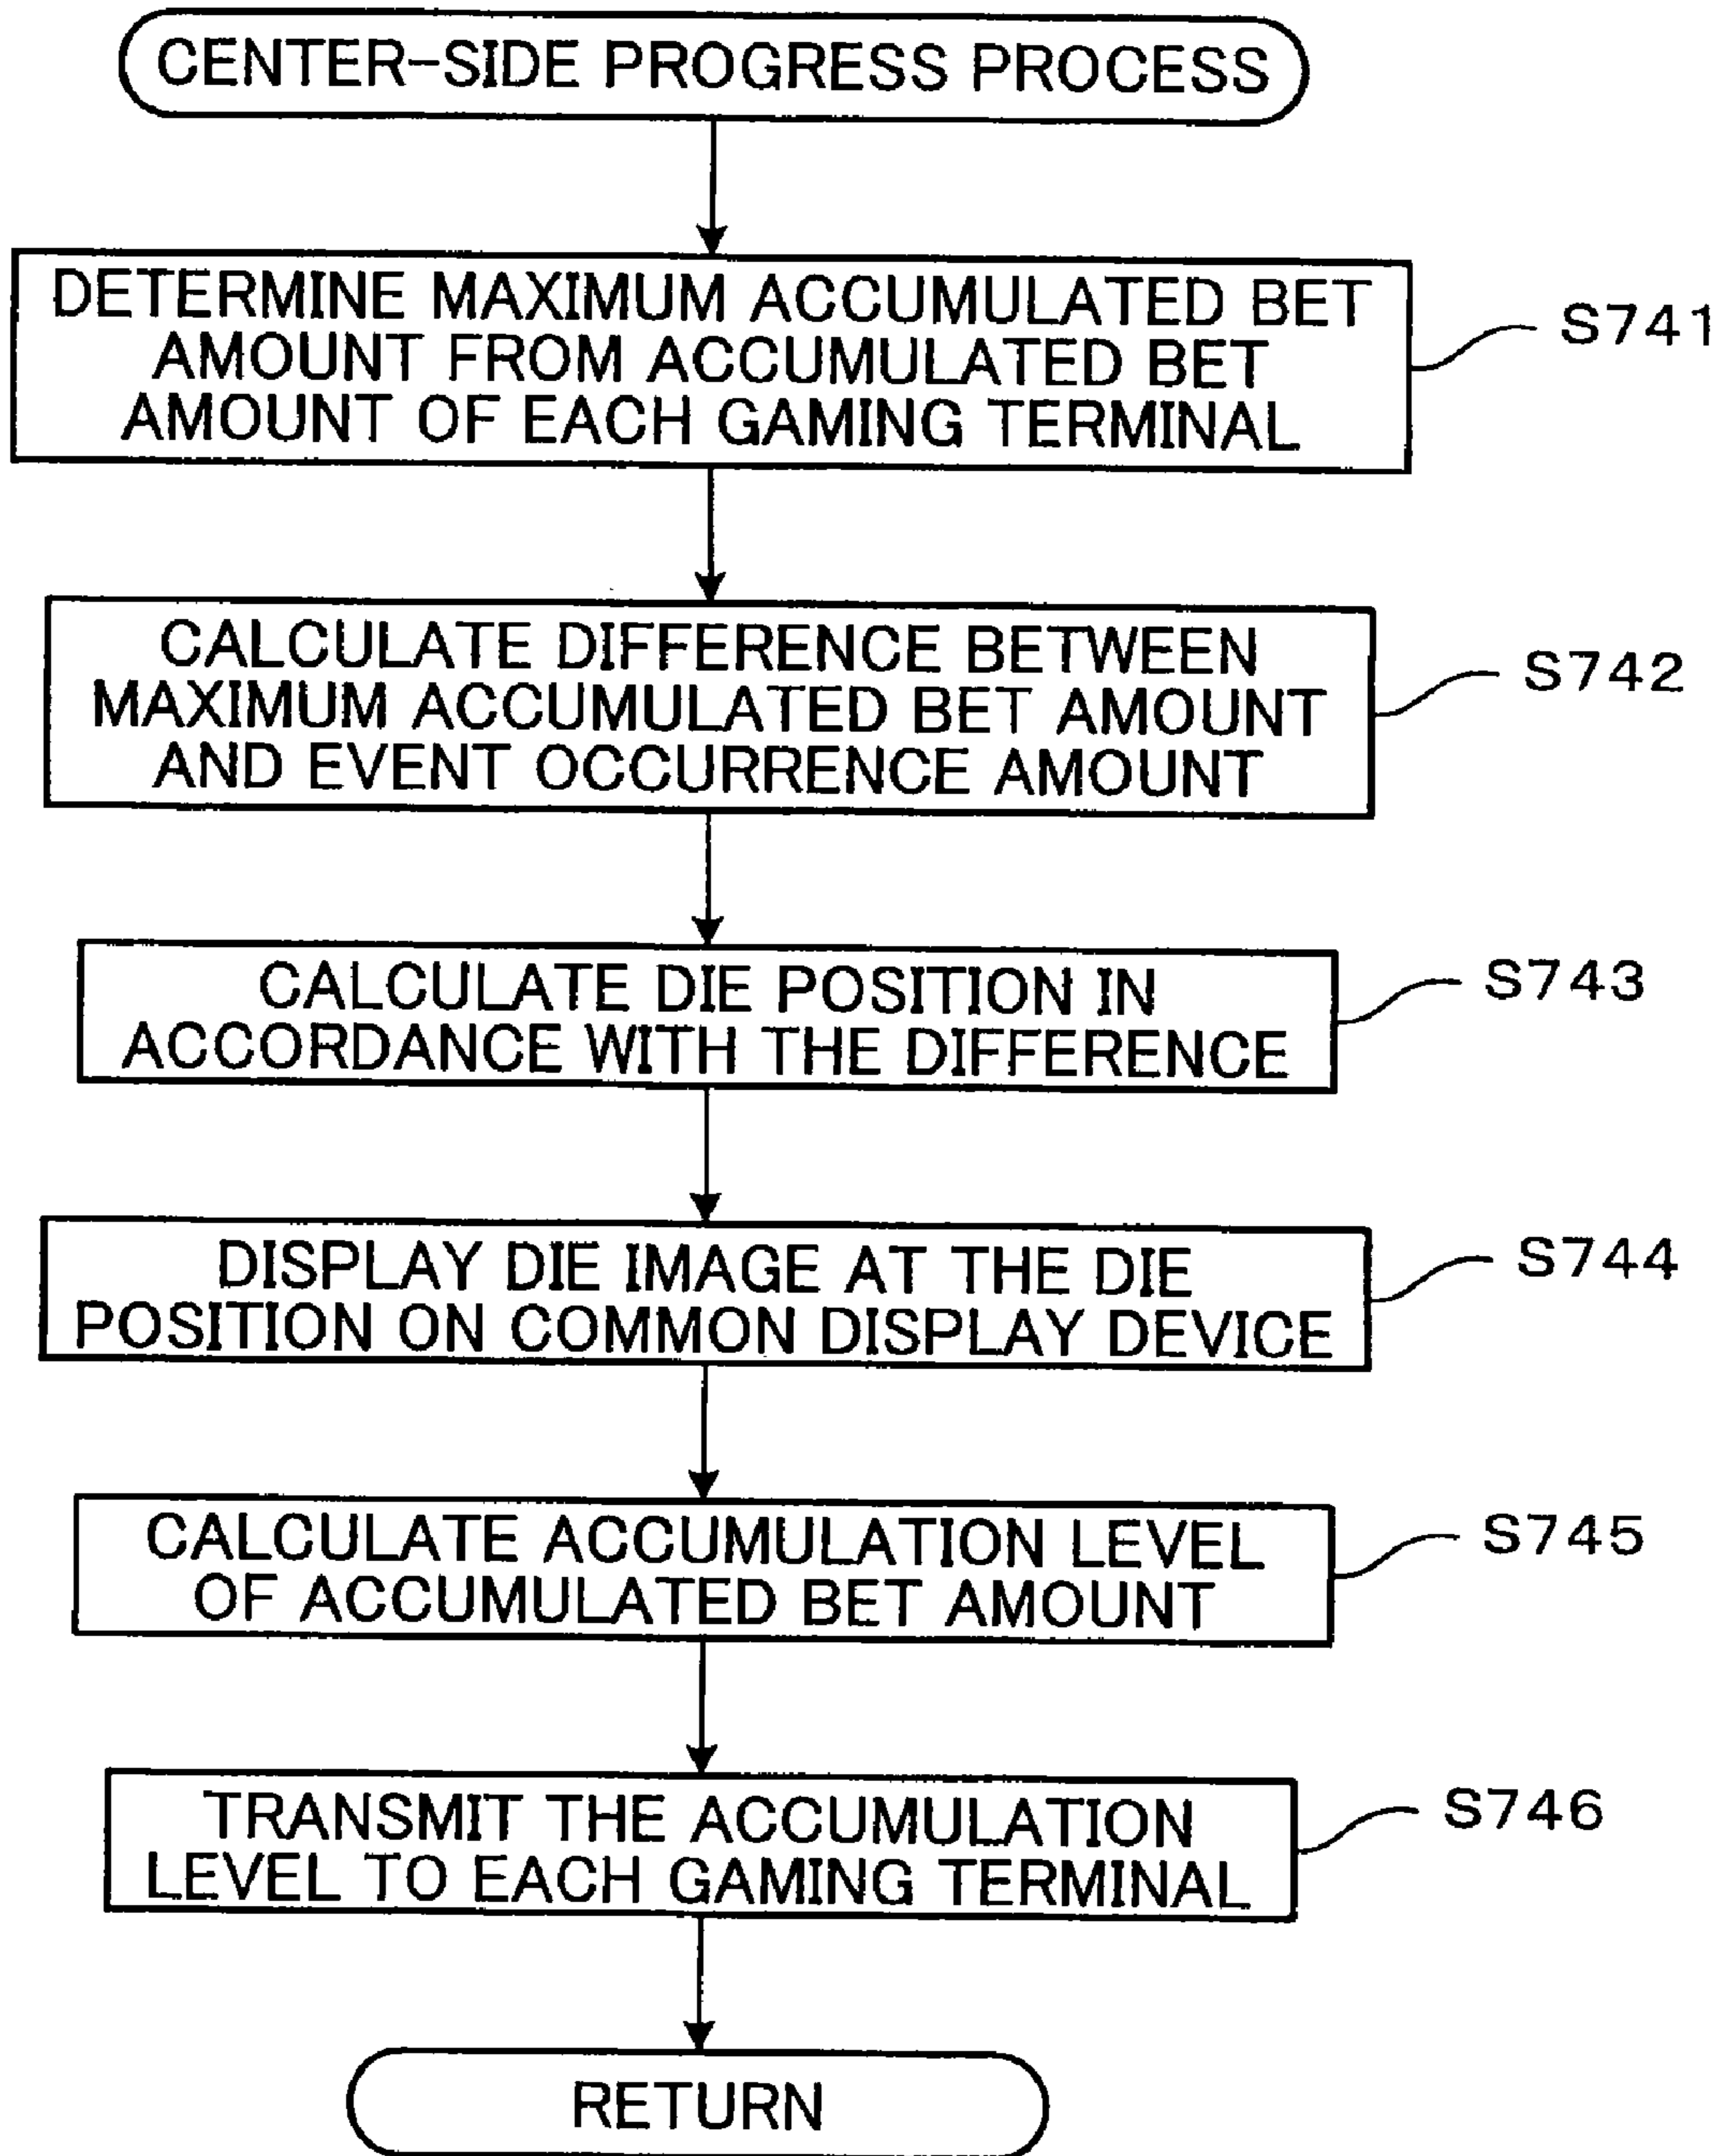 CENTER-SIDE PROGRESS PROCESS
DETERMINE MAXIMUM ACCUMULATED BET
AMOUNT FROM ACCUMULATED BET
AMOUNT OF EACH GAMING TERMINAL
S741
CALCULATE DIFFERENCE BETWEEN
MAXIMUM ACCUMULATED BET AMOUNT
AND EVENT OCCURRENCE AMOUNT
S742
CALCULATE DIE POSITION IN
ACCORDANCE WITH THE DIFFERENCE
S743
DISPLAY DIE IMAGE AT THE DIE
POSITION ON COMMON DISPLAY DEVICE
S744
CALCULATE ACCUMULATION LEVEL
OF ACCUMULATED BET AMOUNT
S745
TRANSMIT THE ACCUMULATION
LEVEL TO EACH GAMING TERMINAL
S746
RETURN